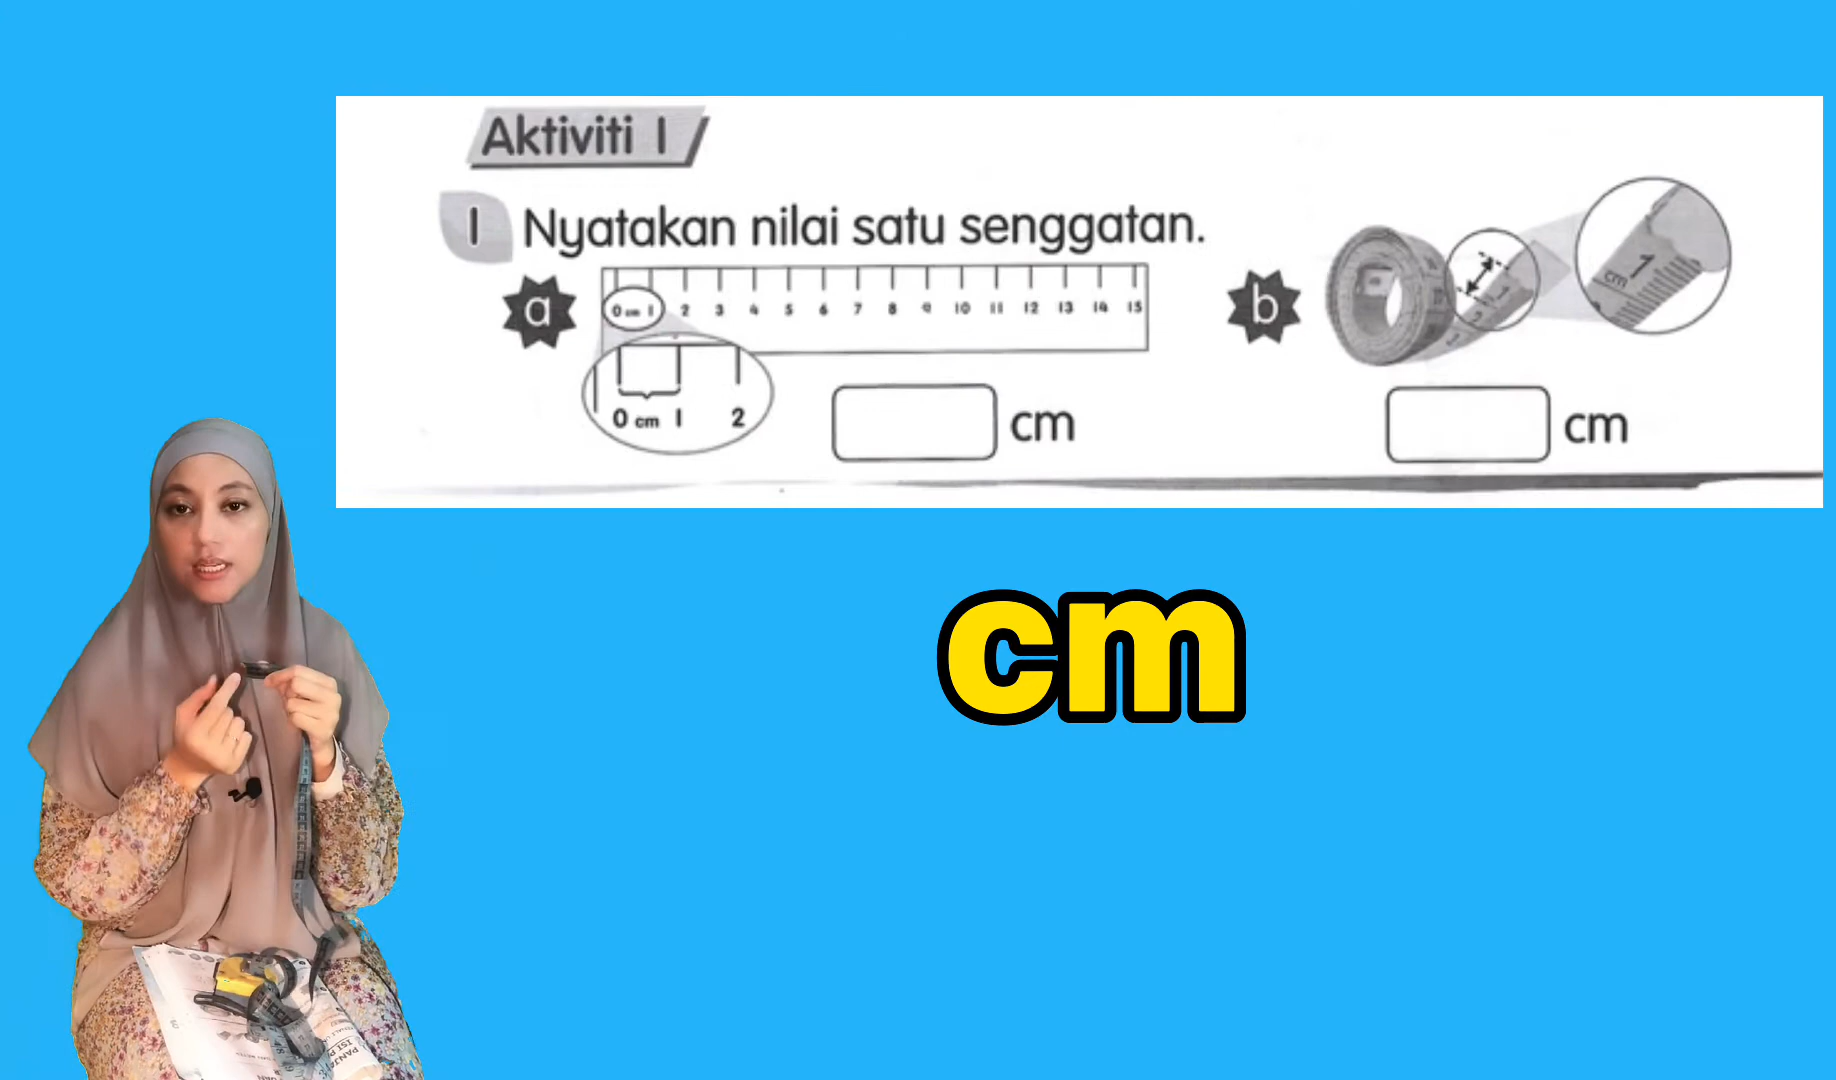 Aktiviti 1
1 Nyatakan nilai satu senggatan.
a
0 cm 1 2 3 4 5 6 7 8 9 10 11 12 13 14 15
0 cm 1 2
cm
b
cm 1
cm
cm